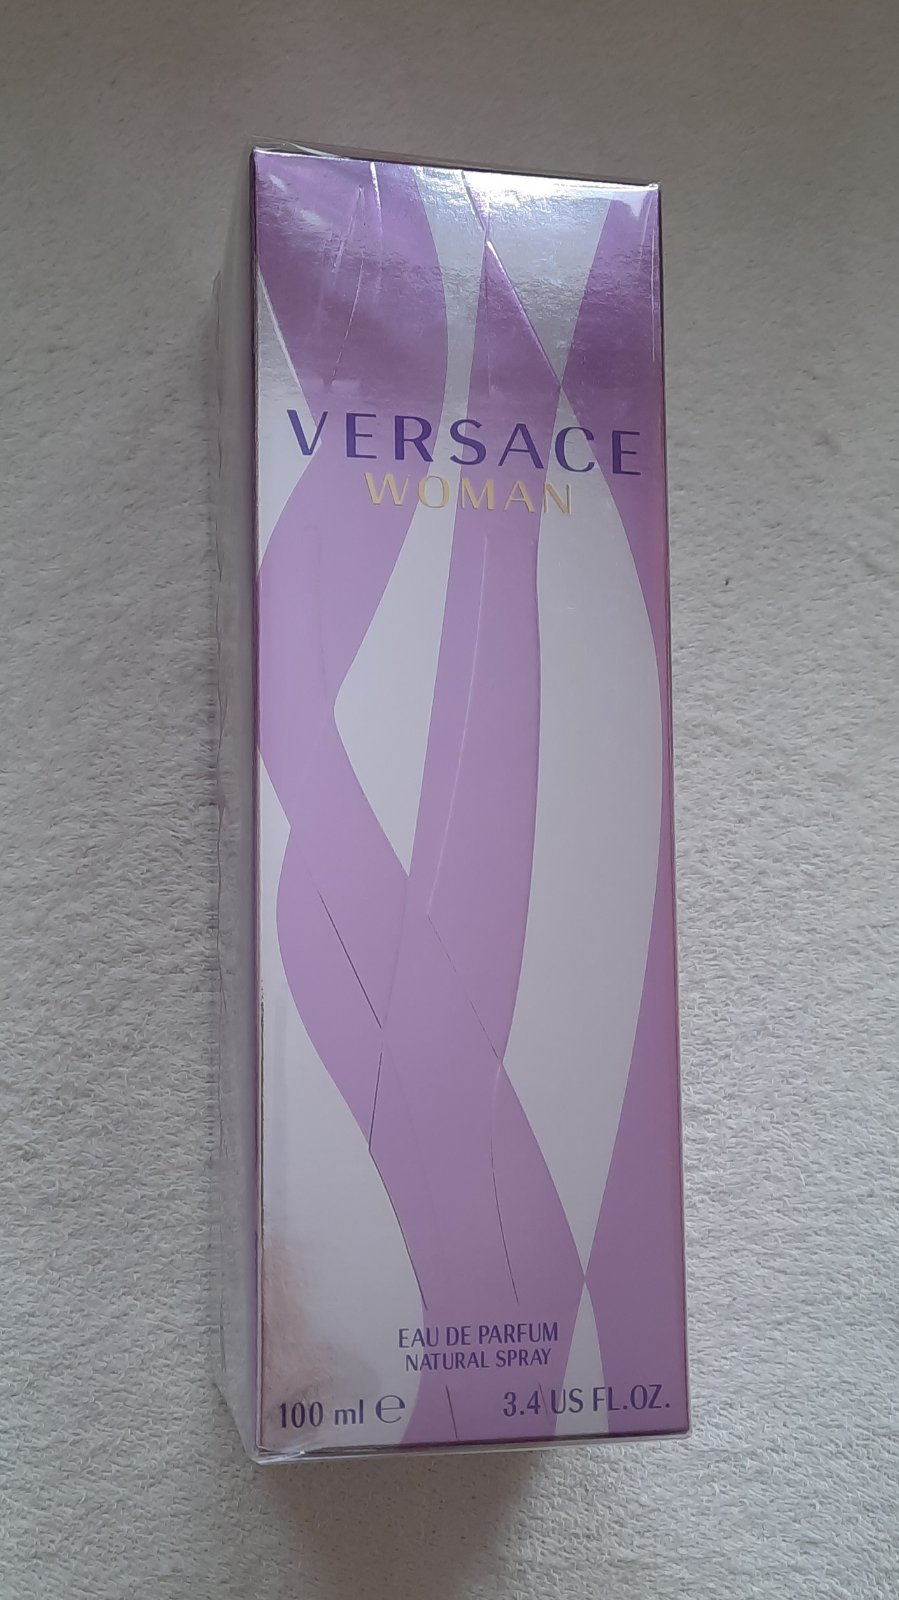 VERSACE
WOMAN
EAU DE PARFUM
NATURAL SPRAY
100 ml ℮ 3.4 US FL.OZ.